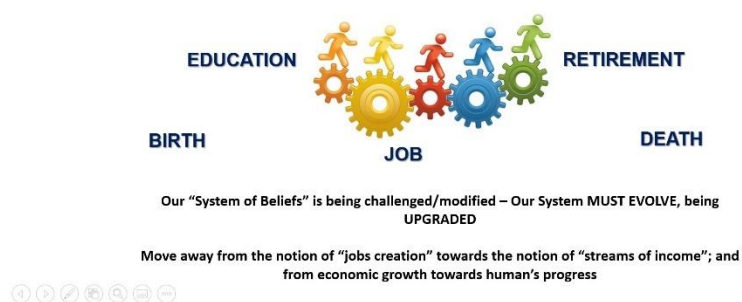 EDUCATION
RETIREMENT
BIRTH
DEATH
JOB
Our “System of Beliefs” is being challenged/modified – Our System MUST EVOLVE, being
UPGRADED
Move away from the notion of “jobs creation” towards the notion of “streams of income”; and
from economic growth towards human’s progress